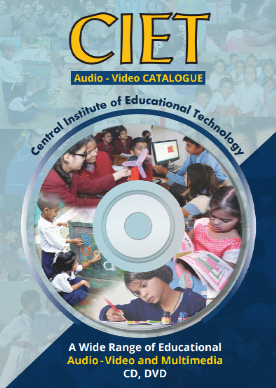 CIET
Audio - Video CATALOGUE
Central Institute of Educational Technology
A Wide Range of Educational
Audio - Video and Multimedia
CD, DVD